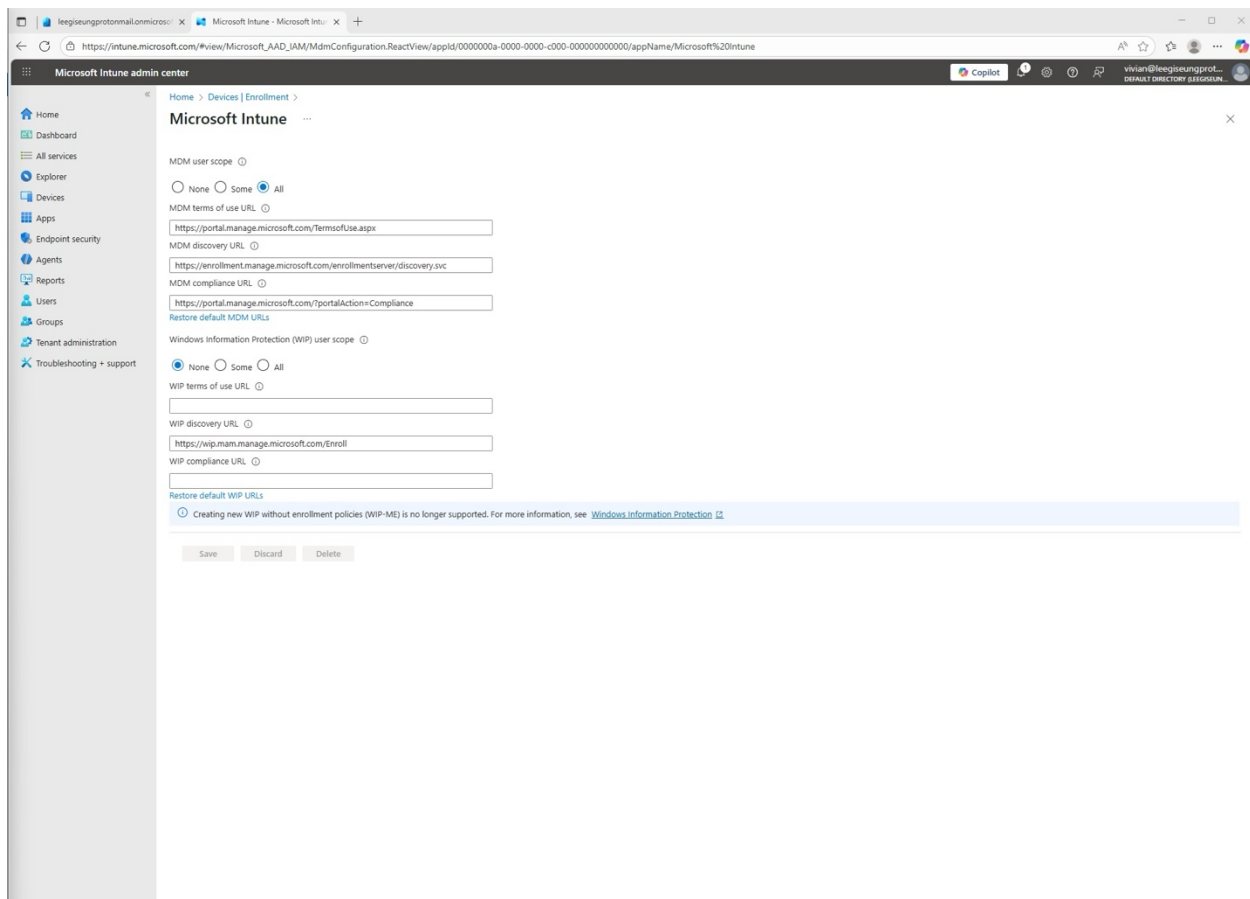 leegiseungprotonmail.onmicrosof
Microsoft Intune - Microsoft Intu
https://intune.microsoft.com/#view/Microsoft_AAD_IAM/MdmConfiguration.ReactView/appId/0000000a-0000-0000-c000-000000000000/appName/Microsoft%20Intune
Microsoft Intune admin center
Copilot
1
vivian@leegiseungprot...
DEFAULT DIRECTORY (LEEGISEUN...
Home
Dashboard
All services
Explorer
Devices
Apps
Endpoint security
Agents
Reports
Users
Groups
Tenant administration
Troubleshooting + support
Home > Devices | Enrollment >
Microsoft Intune ...
MDM user scope
None Some All
MDM terms of use URL
https://portal.manage.microsoft.com/TermsofUse.aspx
MDM discovery URL
https://enrollment.manage.microsoft.com/enrollmentserver/discovery.svc
MDM compliance URL
https://portal.manage.microsoft.com/?portalAction=Compliance
Restore default MDM URLs
Windows Information Protection (WIP) user scope
None Some All
WIP terms of use URL
WIP discovery URL
https://wip.mam.manage.microsoft.com/Enroll
WIP compliance URL
Restore default WIP URLs
Creating new WIP without enrollment policies (WIP-ME) is no longer supported. For more information, see Windows Information Protection
Save Discard Delete